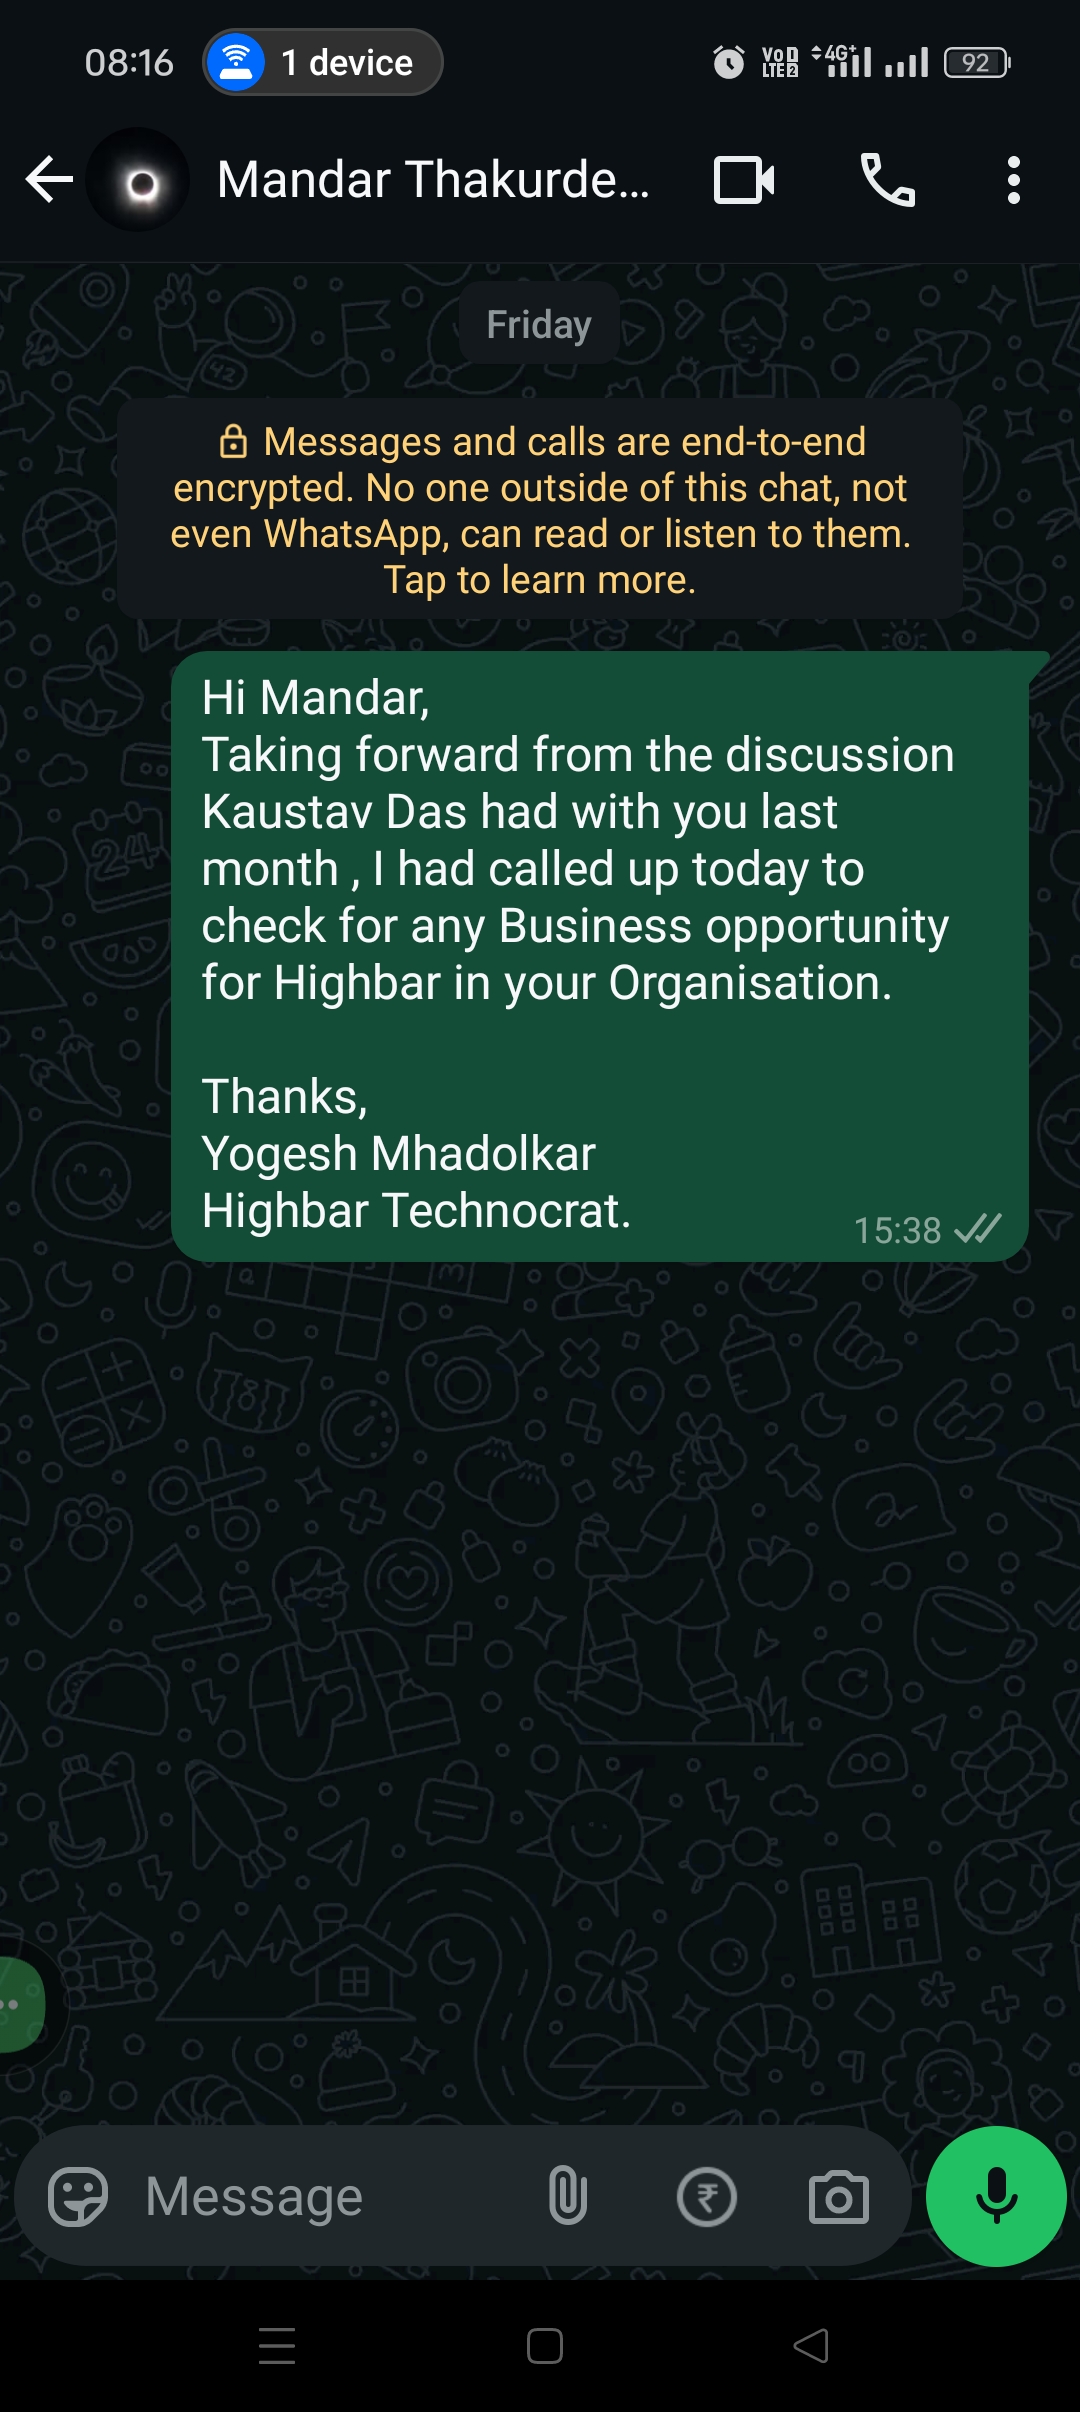 08:16 1 device VoD LTE2 4G+ 92
Mandar Thakurde...
Friday
Messages and calls are end-to-end
encrypted. No one outside of this chat, not
even WhatsApp, can read or listen to them.
Tap to learn more.
Hi Mandar,
Taking forward from the discussion
Kaustav Das had with you last
month , I had called up today to
check for any Business opportunity
for Highbar in your Organisation.

Thanks,
Yogesh Mhadolkar
Highbar Technocrat.
15:38
Message